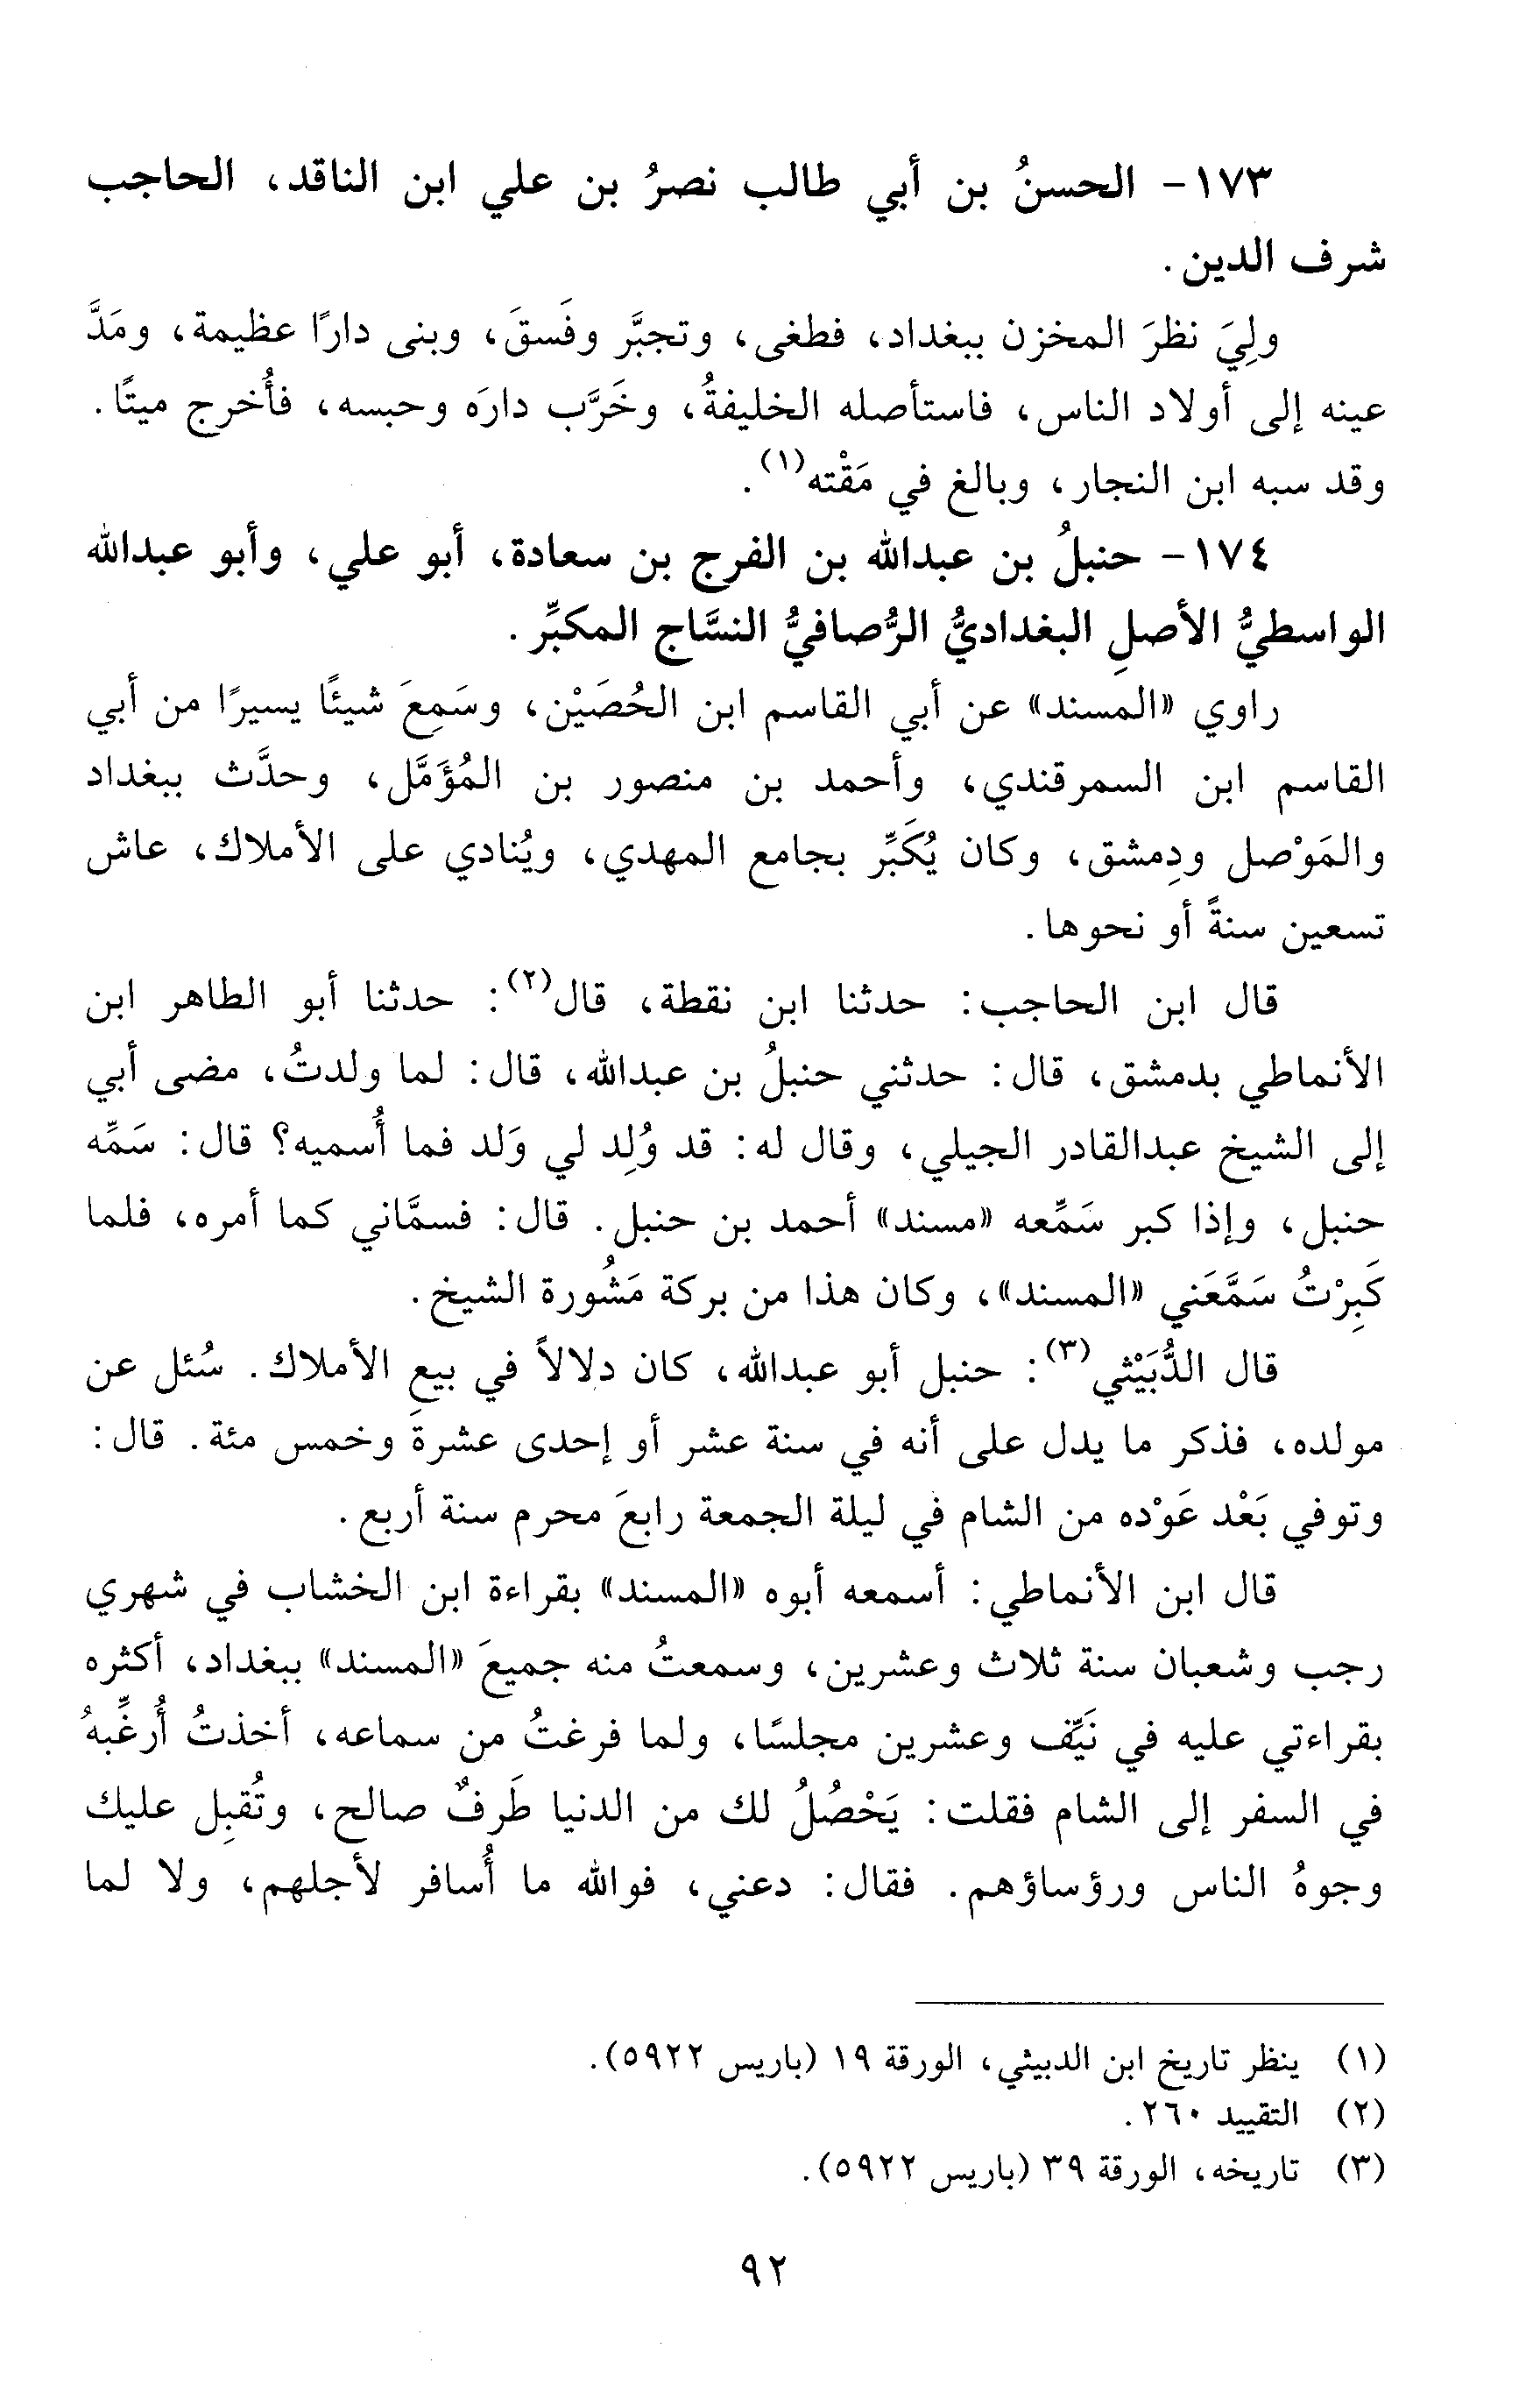 ١٧٣- الحسنُ بن أبي طالب نصرُ بن علي ابن الناقد، الحاجب
شرف الدين.
ولِيَ نظرَ المخزن ببغداد، فطغى، وتجبَّر وفَسقَ، وبنى دارًا عظيمة، ومَدَّ
عينه إلى أولاد الناس، فاستأصله الخليفةُ، وخَرَّب دارَه وحبسه، فأُخرج ميتًا.
وقد سبه ابن النجار، وبالغ في مَقْته(١).
١٧٤- حنبلُ بن عبدالله بن الفرج بن سعادة، أبو علي، وأبو عبدالله
الواسطيُّ الأصلِ البغداديُّ الرُّصافيُّ النسَّاج المكبِّر.
راوي «المسند» عن أبي القاسم ابن الحُصَيْن، وسَمِعَ شيئًا يسيرًا من أبي
القاسم ابن السمرقندي، وأحمد بن منصور بن المُؤَمَّل، وحدَّث ببغداد
والمَوْصل ودِمشق، وكان يُكَبِّر بجامع المهدي، ويُنادي على الأملاك، عاش
تسعين سنةً أو نحوها.
قال ابن الحاجب: حدثنا ابن نقطة، قال(٢): حدثنا أبو الطاهر ابن
الأنماطي بدمشق، قال: حدثني حنبلُ بن عبدالله، قال: لما ولدتُ، مضى أبي
إلى الشيخ عبدالقادر الجيلي، وقال له: قد وُلِد لي وَلد فما أُسميه؟ قال: سَمِّه
حنبل، وإذا كبر سَمِّعه «مسند» أحمد بن حنبل. قال: فسمَّاني كما أمره، فلما
كَبِرْتُ سَمَّعَني «المسند»، وكان هذا من بركة مَشُورة الشيخ.
قال الدُّبَيْثي(٣): حنبل أبو عبدالله، كان دلالاً في بيعِ الأملاك. سُئل عن
مولده، فذكر ما يدل على أنه في سنة عشر أو إحدى عشرةَ وخمس مئة. قال:
وتوفي بَعْد عَوْده من الشام في ليلة الجمعة رابعَ محرم سنة أربع.
قال ابن الأنماطي: أسمعه أبوه «المسند» بقراءة ابن الخشاب في شهري
رجب وشعبان سنة ثلاث وعشرين، وسمعتُ منه جميعَ «المسند» ببغداد، أكثره
بقراءتي عليه في نَيِّف وعشرين مجلسًا، ولما فرغتُ من سماعه، أخذتُ أُرغِّبهُ
في السفر إلى الشام فقلت: يَحْصُلُ لك من الدنيا طَرفٌ صالح، وتُقبِل عليك
وجوهُ الناس ورؤساؤهم. فقال: دعني، فوالله ما أُسافر لأجلهم، ولا لما
(١) ينظر تاريخ ابن الدبيثي، الورقة ١٩ (باريس ٥٩٢٢).
(٢) التقييد ٢٦٠.
(٣) تاريخه، الورقة ٣٩ (باريس ٥٩٢٢).
٩٢